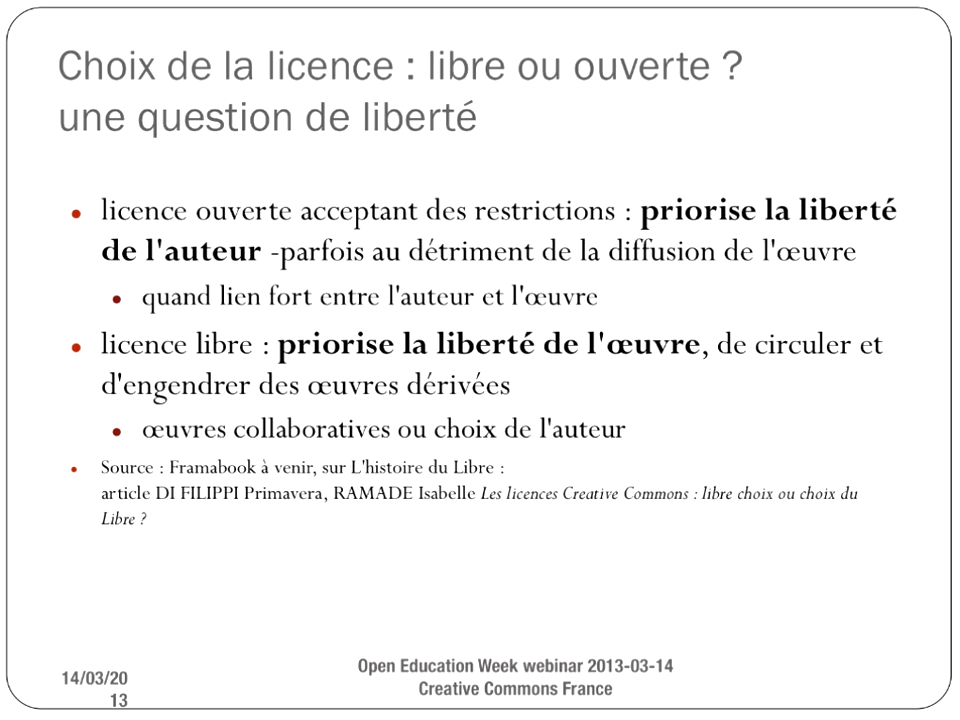 Choix de la licence : libre ou ouverte ?
une question de liberté
• licence ouverte acceptant des restrictions : priorise la liberté
de l'auteur -parfois au détriment de la diffusion de l'œuvre
• quand lien fort entre l'auteur et l'œuvre
• licence libre : priorise la liberté de l'œuvre, de circuler et
d'engendrer des œuvres dérivées
• œuvres collaboratives ou choix de l'auteur
• Source : Framabook à venir, sur L'histoire du Libre :
article DI FILIPPI Primavera, RAMADE Isabelle Les licences Creative Commons : libre choix ou choix du
Libre ?
14/03/20
13
Open Education Week webinar 2013-03-14
Creative Commons France